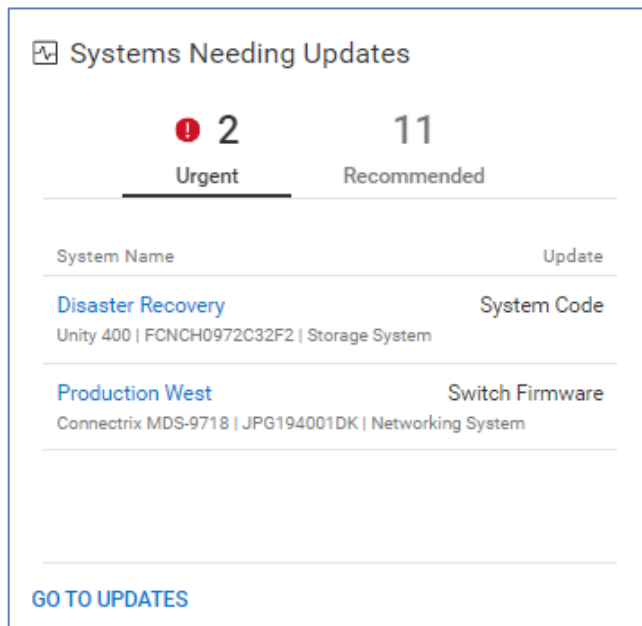 Systems Needing Updates
2 11
Urgent Recommended
System Name Update
Disaster Recovery System Code
Unity 400 | FCNCH0972C32F2 | Storage System
Production West Switch Firmware
Connectrix MDS-9718 | JPG194001DK | Networking System
GO TO UPDATES